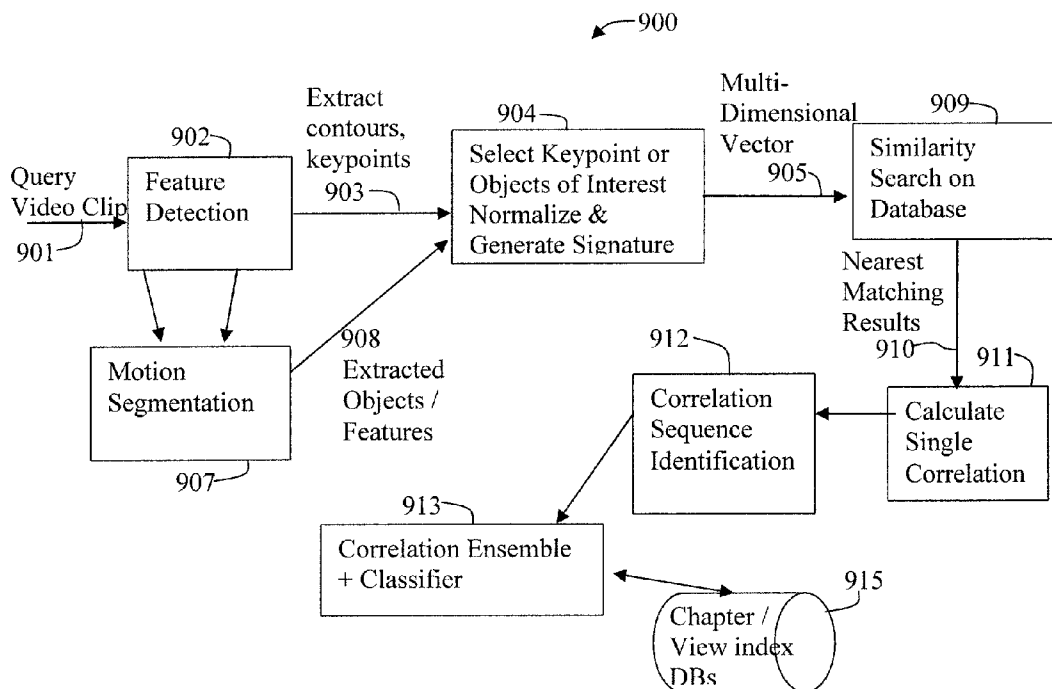 900
Query
Video Clip
901
902
Feature
Detection
Extract
contours,
keypoints
903
904
Select Keypoint or
Objects of Interest
Normalize &
Generate Signature
Multi-
Dimensional
Vector
905
909
Similarity
Search on
Database
Motion
Segmentation
907
908
Extracted
Objects /
Features
Nearest
Matching
Results
910
911
Calculate
Single
Correlation
912
Correlation
Sequence
Identification
913
Correlation Ensemble
+ Classifier
915
Chapter /
View index
DBs